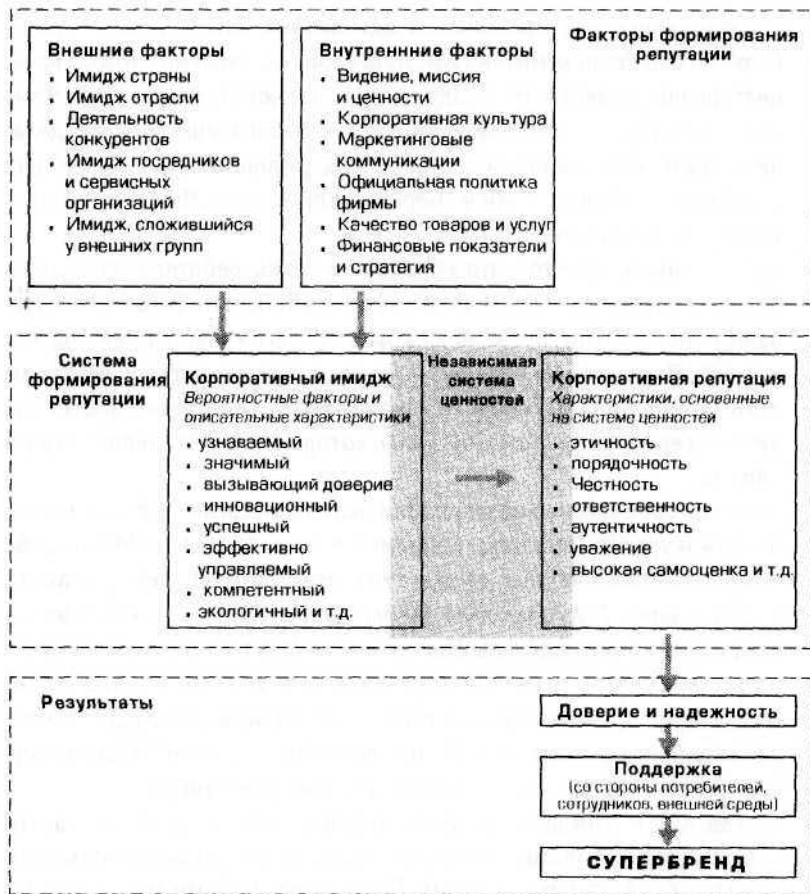 Факторы формирования
репутации
Внешние факторы
• Имидж страны
• Имидж отрасли
• Деятельность
конкурентов
• Имидж посредников
и сервисных
организаций
• Имидж, сложившийся
у внешних групп
Внутреннние факторы
• Видение, миссия
и ценности
• Корпоративная культура
• Маркетинговые
коммуникации
• Официальная политика
фирмы
• Качество товаров и услуг
• Финансовые показатели
и стратегия
Система
формирования
репутации
Корпоративный имидж
Вероятностные факторы и
описательные характеристики
• узнаваемый
• значимый
• вызывающий доверие
• инновационный
успешный
• эффективно
управляемый
• компетентный
• экологичный и т.д.
Независимая
система
ценностей
Корпоративная репутация
Характеристики, основанные
на системе ценностей
• этичность
• порядочность
• Честность
• ответственность
• аутентичность
• уважение
• высокая самооценка и т.д.
Результаты
Доверие и надежность
Поддержка
(со стороны потребителей,
сотрудников, внешней среды)
СУПЕРБРЕНД